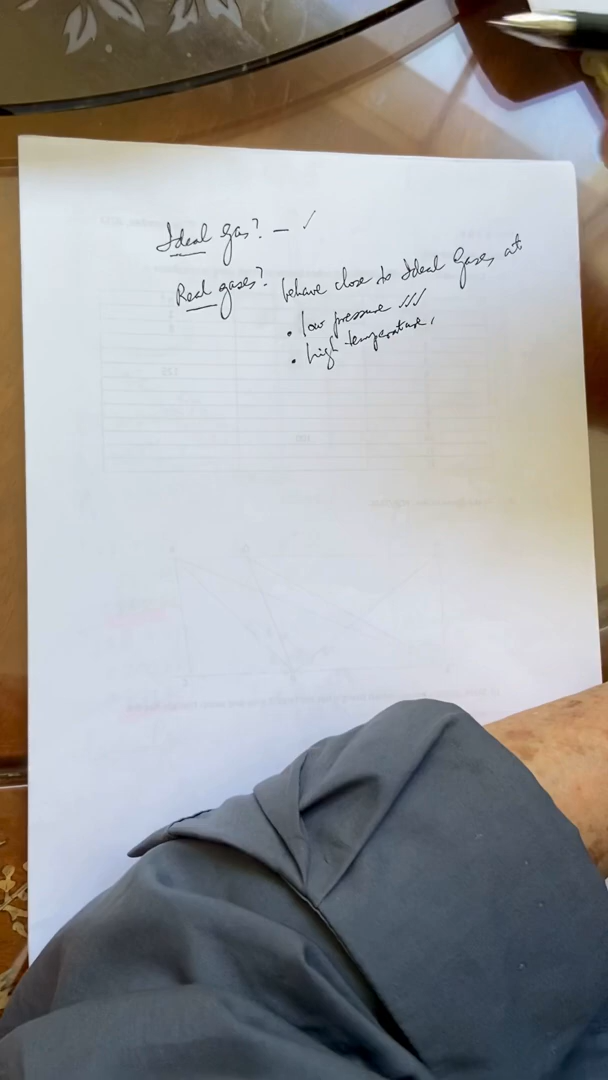 Ideal gas? – ✓
Real gases? behave close to Ideal Gases at
• low pressure ///
• high temperature,